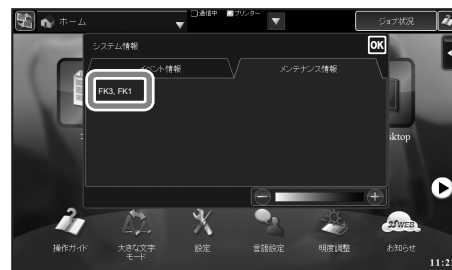 ホーム
通信中 プリンター
ジョブ状況
システム情報
OK
イベント情報
メンテナンス情報
FK3, FK1
ktop
操作ガイド
大きな文字
モード
設定
言語設定
明度調整
お知らせ
WEB
11:2